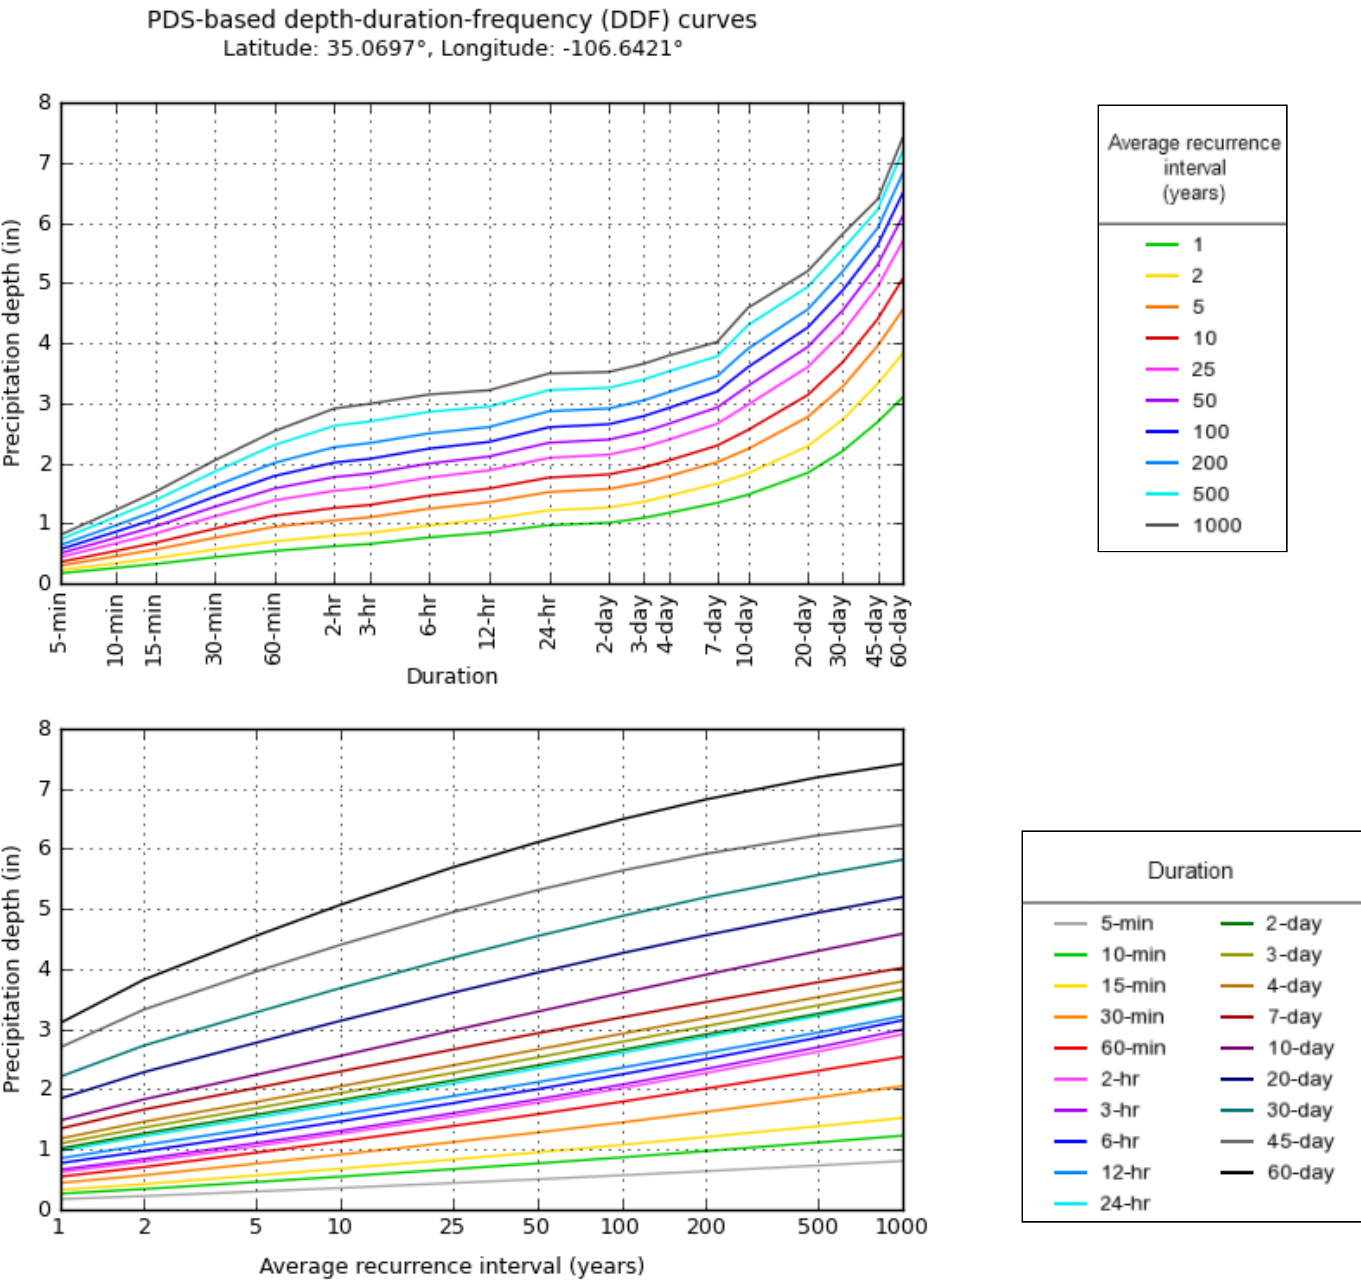 PDS-based depth-duration-frequency (DDF) curves
Latitude: 35.0697°, Longitude: -106.6421°
Precipitation depth (in)
8
7
6
5
4
3
2
1
0
5-min
10-min
15-min
30-min
60-min
2-hr
3-hr
6-hr
12-hr
24-hr
2-day
3-day
4-day
7-day
10-day
20-day
30-day
45-day
60-day
Duration
Average recurrence
interval
(years)
1
2
5
10
25
50
100
200
500
1000
Precipitation depth (in)
8
7
6
5
4
3
2
1
0
1 2 5 10 25 50 100 200 500 1000
Average recurrence interval (years)
Duration
5-min 2-day
10-min 3-day
15-min 4-day
30-min 7-day
60-min 10-day
2-hr 20-day
3-hr 30-day
6-hr 45-day
12-hr 60-day
24-hr